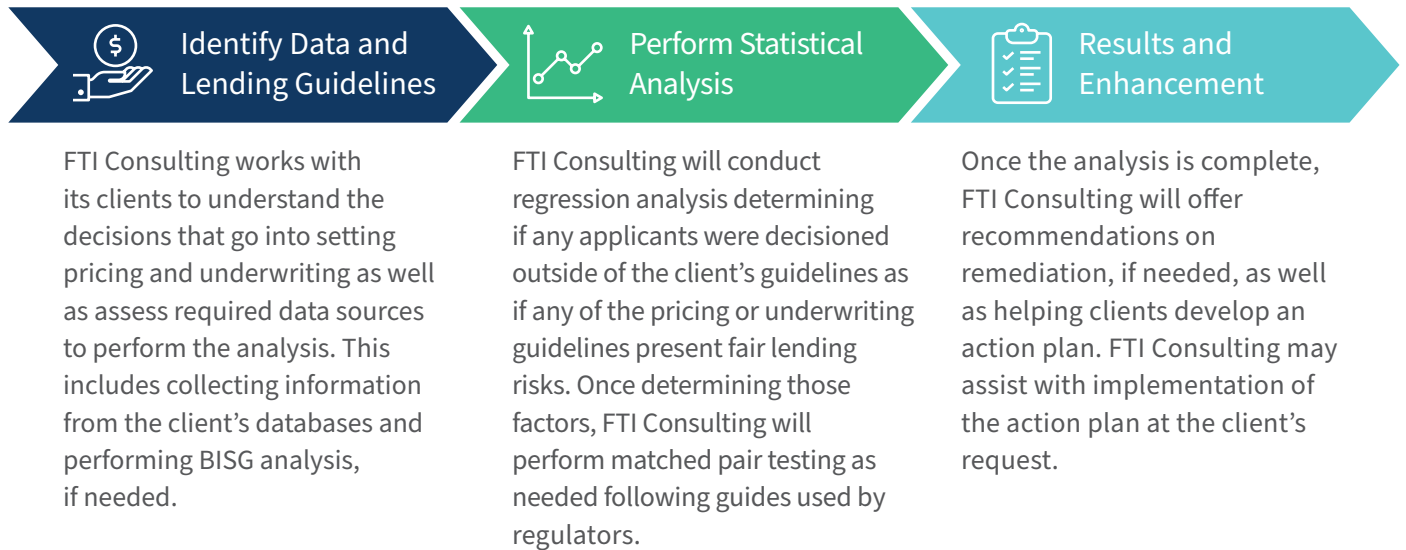 Identify Data and
Lending Guidelines
FTI Consulting works with
its clients to understand the
decisions that go into setting
pricing and underwriting as well
as assess required data sources
to perform the analysis. This
includes collecting information
from the client’s databases and
performing BISG analysis,
if needed.
Perform Statistical
Analysis
FTI Consulting will conduct
regression analysis determining
if any applicants were decisioned
outside of the client’s guidelines as
if any of the pricing or underwriting
guidelines present fair lending
risks. Once determining those
factors, FTI Consulting will
perform matched pair testing as
needed following guides used by
regulators.
Results and
Enhancement
Once the analysis is complete,
FTI Consulting will offer
recommendations on
remediation, if needed, as well
as helping clients develop an
action plan. FTI Consulting may
assist with implementation of
the action plan at the client’s
request.